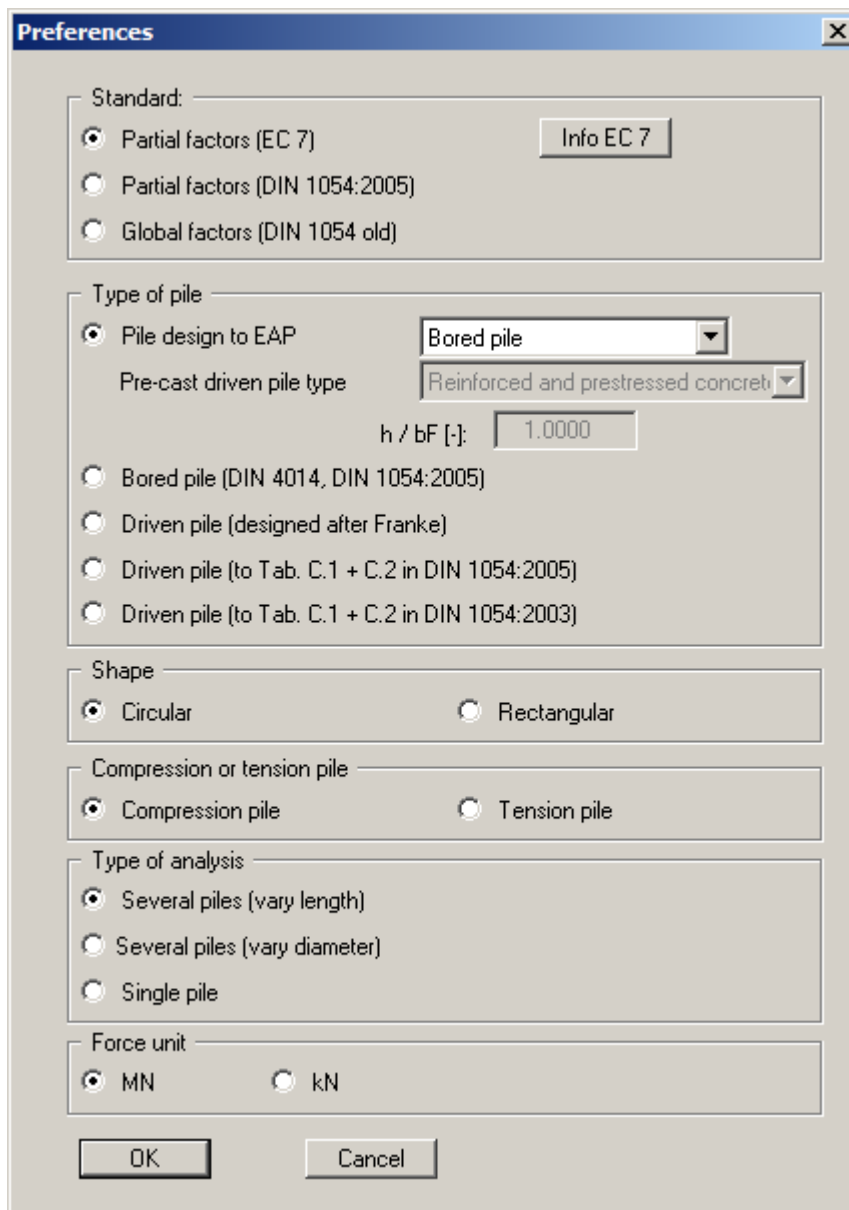 Preferences
Standard:
Partial factors (EC 7) Info EC 7
Partial factors (DIN 1054:2005)
Global factors (DIN 1054 old)
Type of pile
Pile design to EAP Bored pile
Pre-cast driven pile type Reinforced and prestressed concrete
h / bF [-]: 1.0000
Bored pile (DIN 4014, DIN 1054:2005)
Driven pile (designed after Franke)
Driven pile (to Tab. C.1 + C.2 in DIN 1054:2005)
Driven pile (to Tab. C.1 + C.2 in DIN 1054:2003)
Shape
Circular Rectangular
Compression or tension pile
Compression pile Tension pile
Type of analysis
Several piles (vary length)
Several piles (vary diameter)
Single pile
Force unit
MN kN
OK Cancel